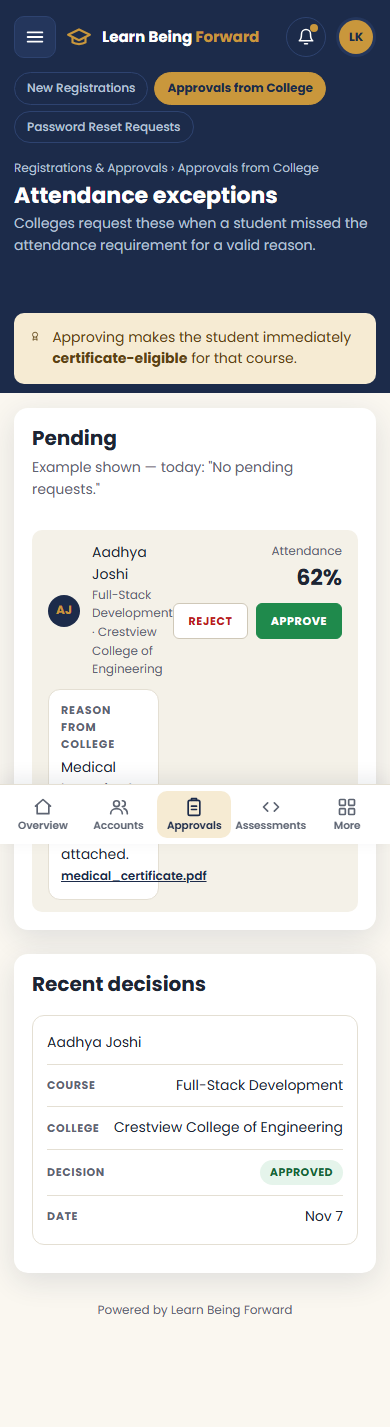 Learn Being Forward
LK
New Registrations
Approvals from College
Password Reset Requests
Registrations & Approvals › Approvals from College
Attendance exceptions
Colleges request these when a student missed the
attendance requirement for a valid reason.
Approving makes the student immediately
certificate-eligible for that course.
Pending
Example shown — today: "No pending
requests."
AJ
Aadhya
Joshi
Full-Stack
Development
· Crestview
College of
Engineering
Attendance
62%
REJECT
APPROVE
REASON
FROM
COLLEGE
Medical
Overview
Accounts
Approvals
Assessments
More
attached.
medical_certificate.pdf
Recent decisions
Aadhya Joshi
COURSE Full-Stack Development
COLLEGE Crestview College of Engineering
DECISION APPROVED
DATE Nov 7
Powered by Learn Being Forward